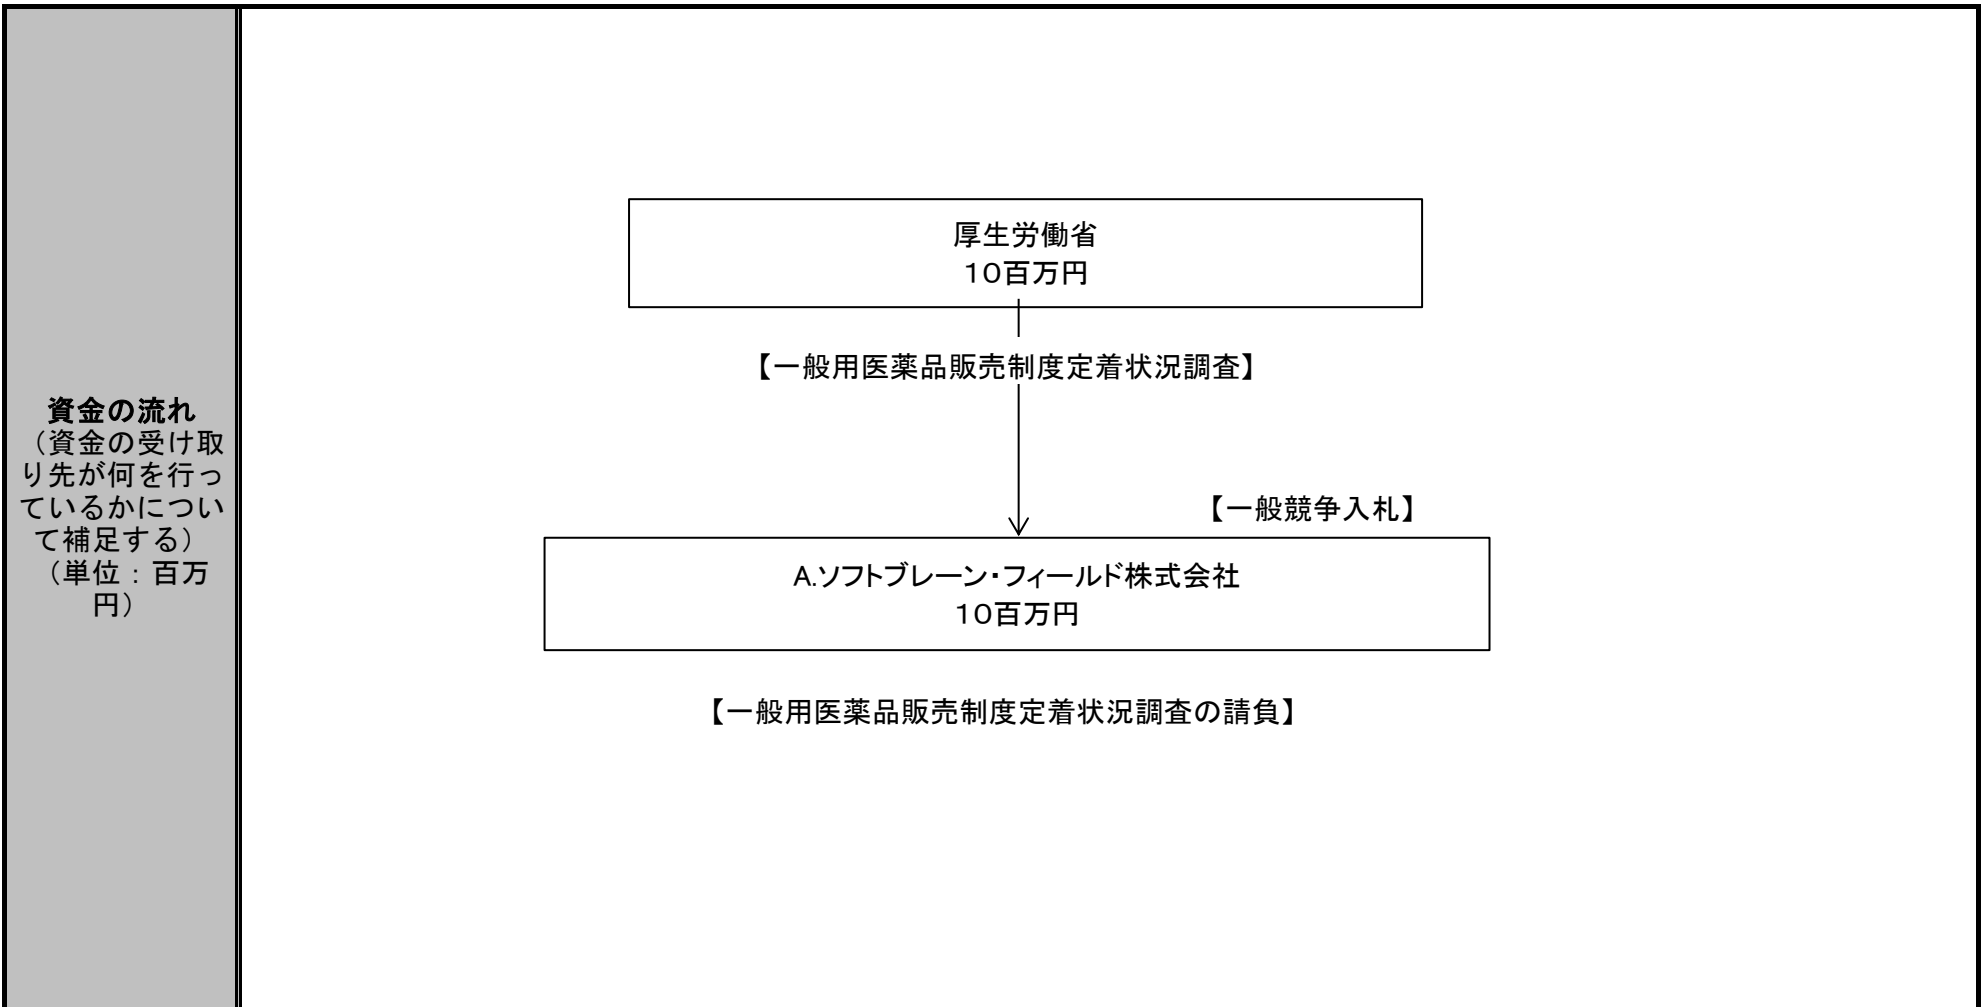 資金の流れ
（資金の受け取
り先が何を行っ
ているかについ
て補足する）
（単位：百万
円）
厚生労働省
１０百万円
【一般用医薬品販売制度定着状況調査】
【一般競争入札】
A.ソフトブレーン・フィールド株式会社
１０百万円
【一般用医薬品販売制度定着状況調査の請負】